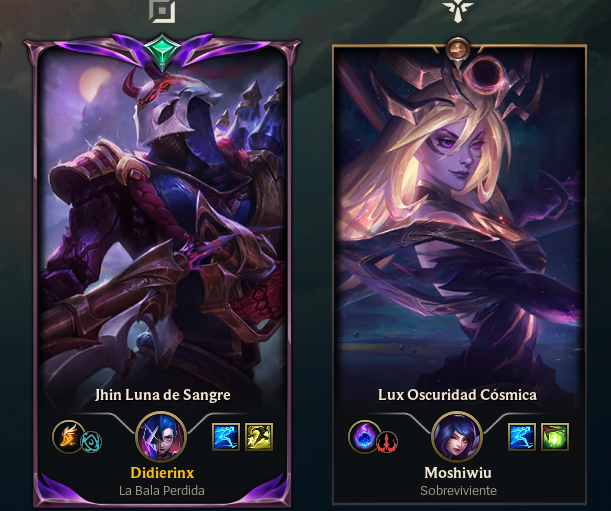 Jhin Luna de Sangre
Didierinx
La Bala Perdida
Lux Oscuridad Cósmica
Moshiwiu
Sobreviviente